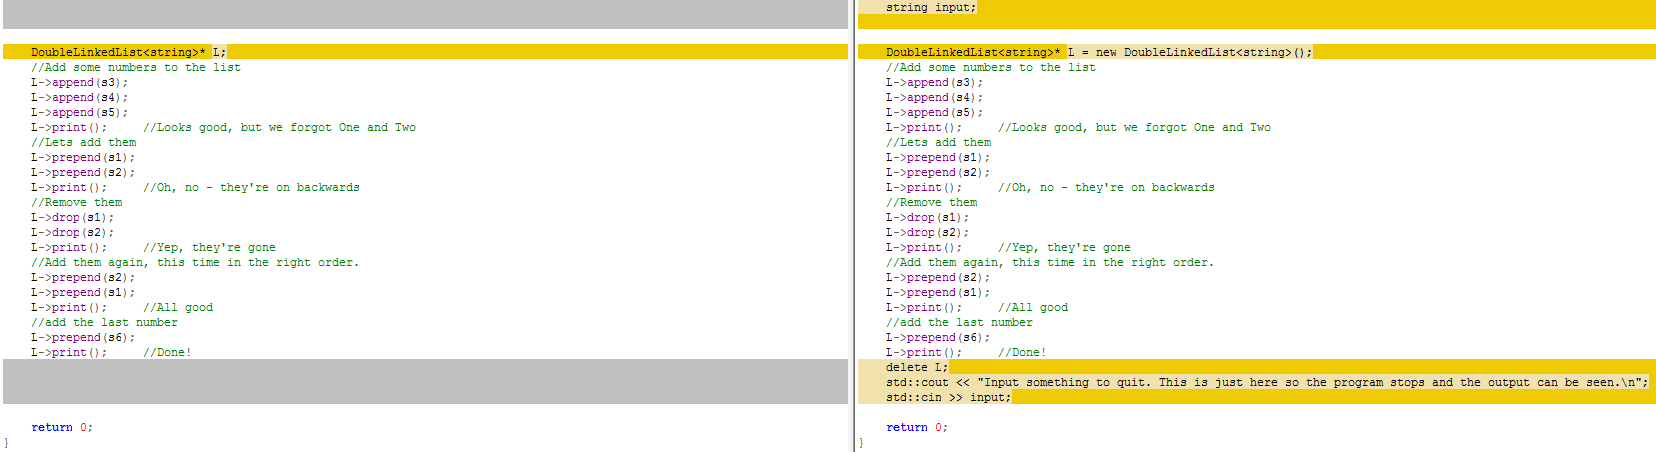 DoubleLinkedList<string>* L;
//Add some numbers to the list
L->append(s3);
L->append(s4);
L->append(s5);
L->print();     //Looks good, but we forgot One and Two
//Lets add them
L->prepend(s1);
L->prepend(s2);
L->print();     //Oh, no - they're on backwards
//Remove them
L->drop(s1);
L->drop(s2);
L->print();     //Yep, they're gone
//Add them again, this time in the right order.
L->prepend(s2);
L->prepend(s1);
L->print();     //All good
//add the last number
L->prepend(s6);
L->print();     //Done!
return 0;
}
string input;
DoubleLinkedList<string>* L = new DoubleLinkedList<string>();
//Add some numbers to the list
L->append(s3);
L->append(s4);
L->append(s5);
L->print();     //Looks good, but we forgot One and Two
//Lets add them
L->prepend(s1);
L->prepend(s2);
L->print();     //Oh, no - they're on backwards
//Remove them
L->drop(s1);
L->drop(s2);
L->print();     //Yep, they're gone
//Add them again, this time in the right order.
L->prepend(s2);
L->prepend(s1);
L->print();     //All good
//add the last number
L->prepend(s6);
L->print();     //Done!
delete L;
std::cout << "Input something to quit. This is just here so the program stops and the output can be seen.\n";
std::cin >> input;
return 0;
}